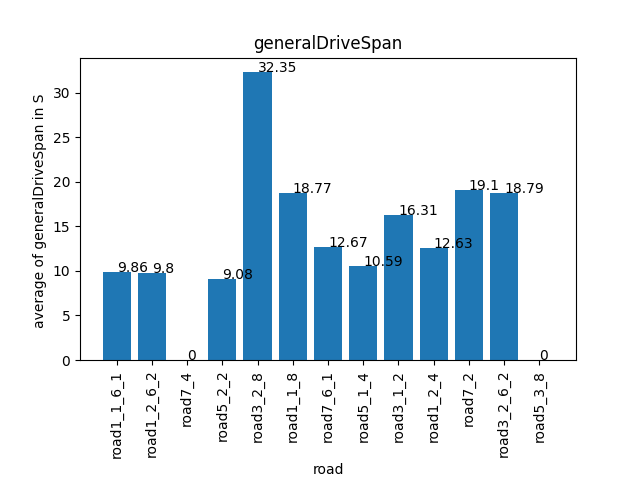 generalDriveSpan
average of generalDriveSpan in S
30
25
20
15
10
5
0
9.86
9.8
0
9.08
32.35
18.77
12.67
10.59
16.31
12.63
19.1
18.79
0
road1_1_6_1
road1_2_6_2
road7_4
road5_2_2
road3_2_8
road1_1_8
road7_6_1
road5_1_4
road3_1_2
road1_2_4
road7_2
road3_2_6_2
road5_3_8
road